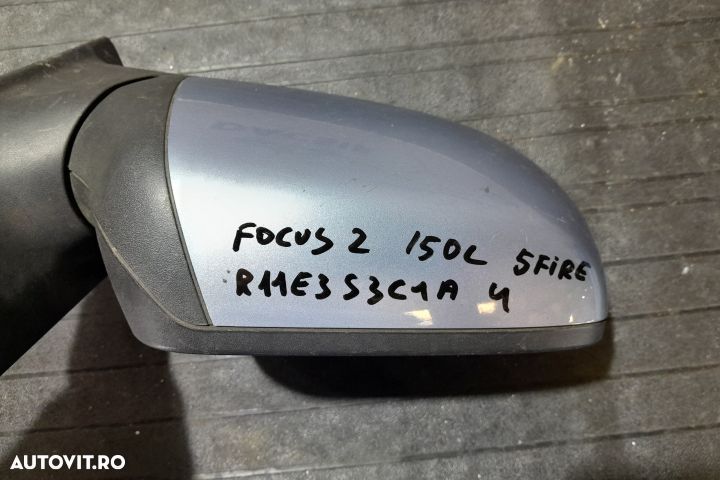 FOCUS 2 150L 5FIRE
R11E3S3C1A 4
AUTOVIT.RO